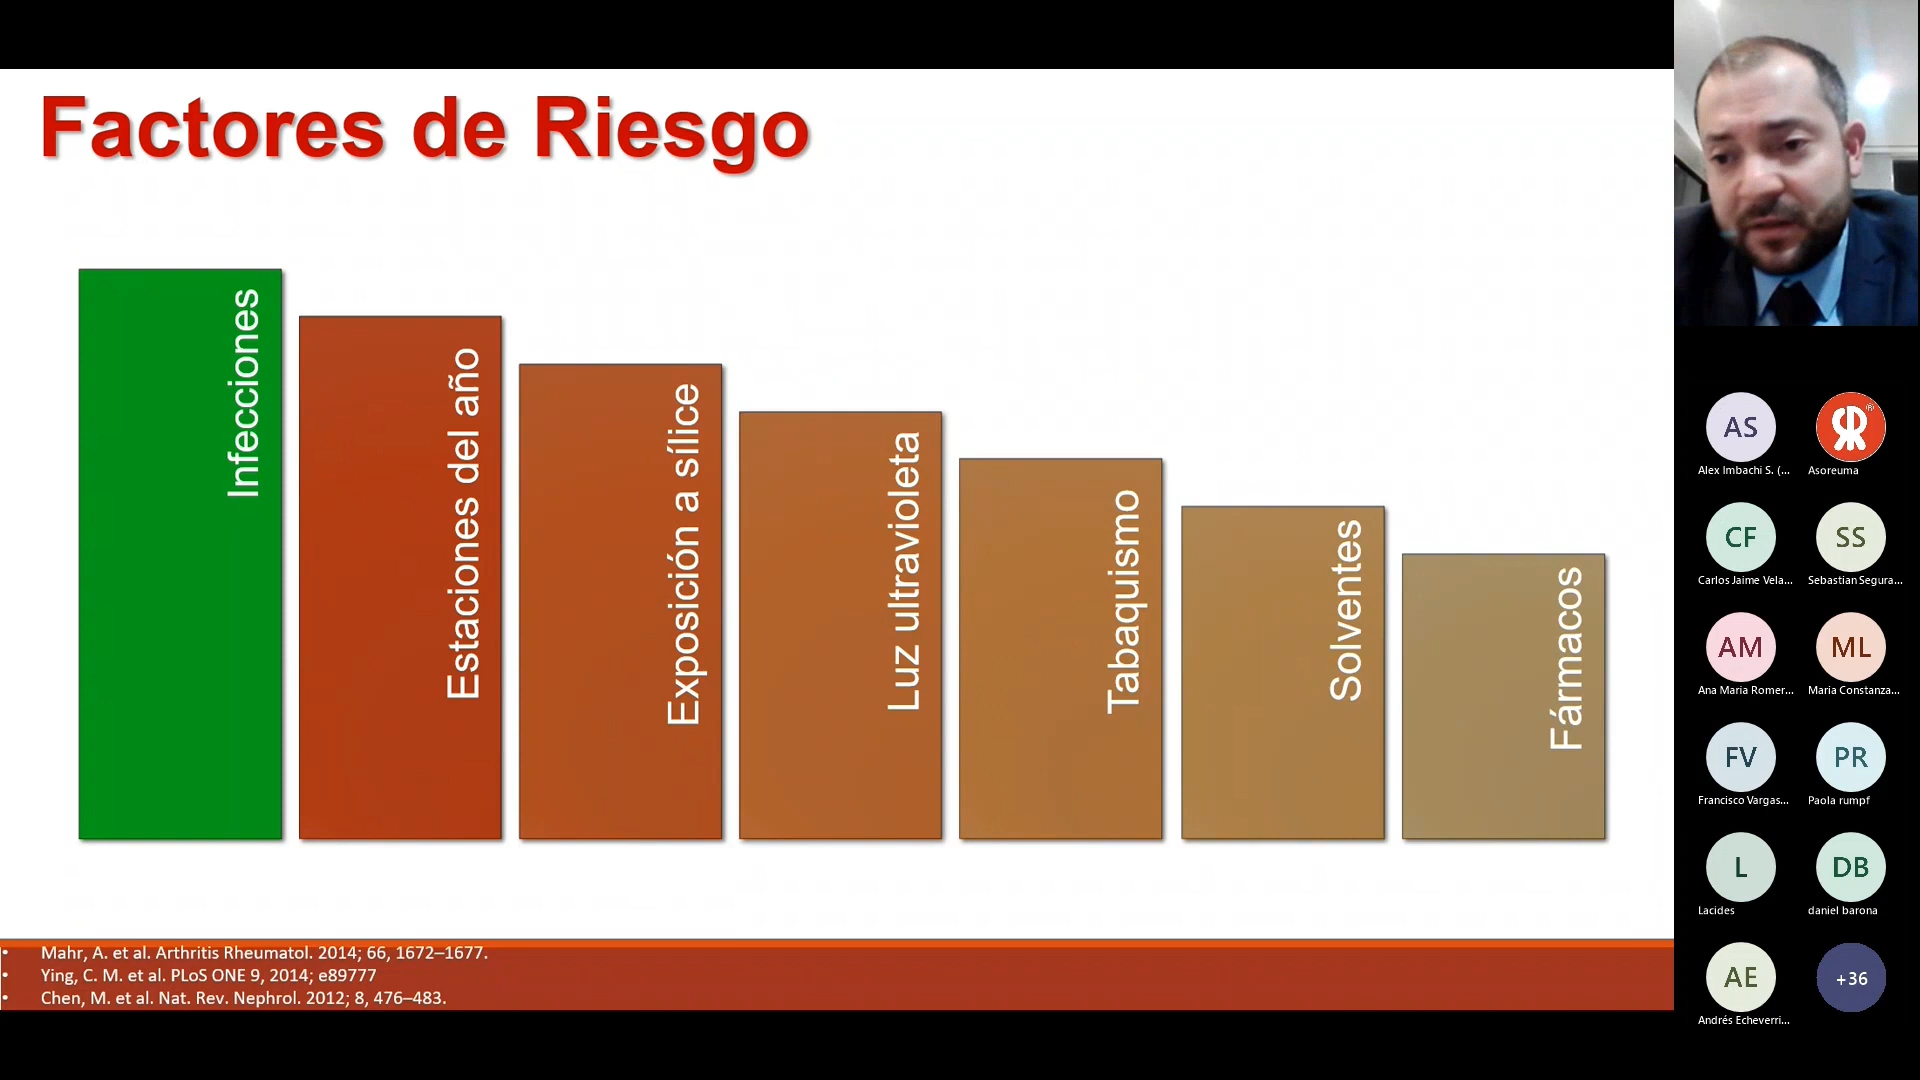 Factores de Riesgo
Infecciones
Estaciones del año
Exposición a sílice
Luz ultravioleta
Tabaquismo
Solventes
Fármacos
• Mahr, A. et al. Arthritis Rheumatol. 2014; 66, 1672–1677.
• Ying, C. M. et al. PLoS ONE 9, 2014; e89777
• Chen, M. et al. Nat. Rev. Nephrol. 2012; 8, 476–483.
AS
Alex Imbachi S. (...
Asoreuma
CF
Carlos Jaime Vela...
SS
Sebastian Segura...
AM
Ana Maria Romer...
ML
Maria Constanza...
FV
Francisco Vargas...
PR
Paola rumpf
L
Lacides
DB
daniel barona
AE
Andrés Echeverri...
+36